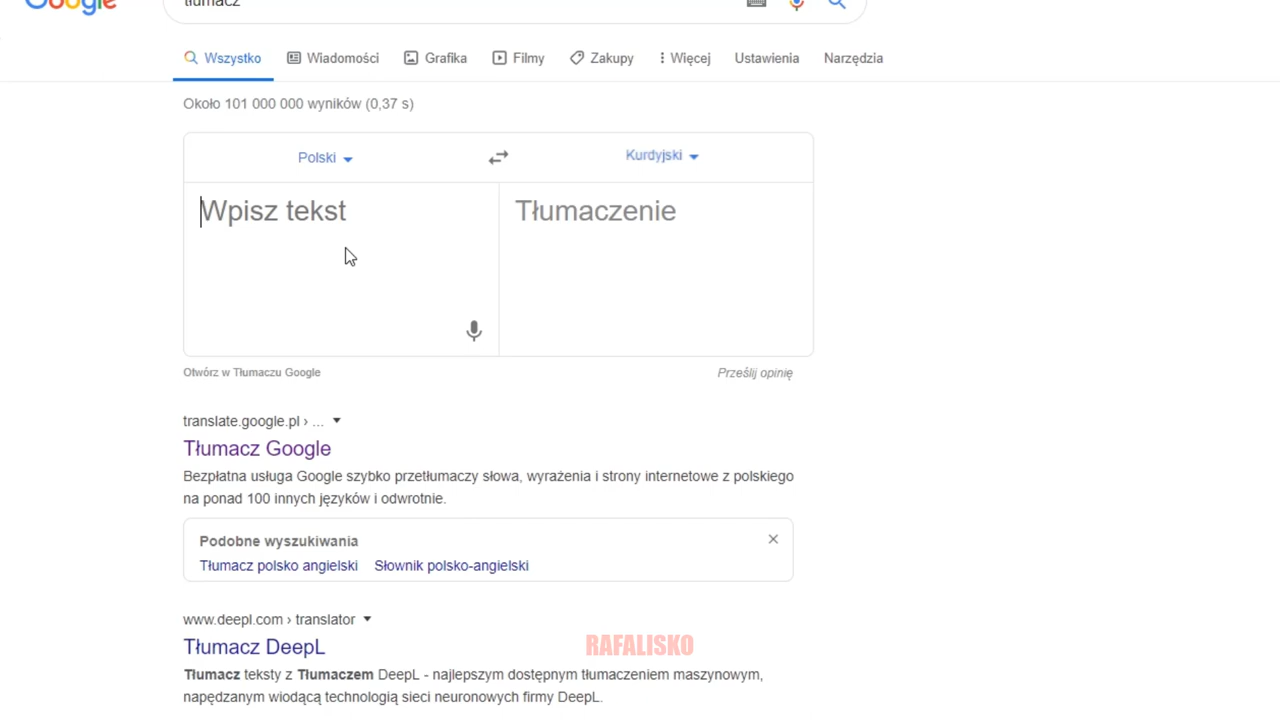 Google
tłumacz
Wszystko Wiadomości Grafika Filmy Zakupy Więcej Ustawienia Narzędzia
Około 101 000 000 wyników (0,37 s)
Polski Kurdyjski
Wpisz tekst Tłumaczenie
Otwórz w Tłumaczu Google Prześlij opinię
translate.google.pl › ...
Tłumacz Google
Bezpłatna usługa Google szybko przetłumaczy słowa, wyrażenia i strony internetowe z polskiego
na ponad 100 innych języków i odwrotnie.
Podobne wyszukiwania
Tłumacz polsko angielski Słownik polsko-angielski
www.deepl.com › translator
Tłumacz DeepL
RAFALISKO
Tłumacz teksty z Tłumaczem DeepL - najlepszym dostępnym tłumaczeniem maszynowym,
napędzanym wiodącą technologią sieci neuronowych firmy DeepL.